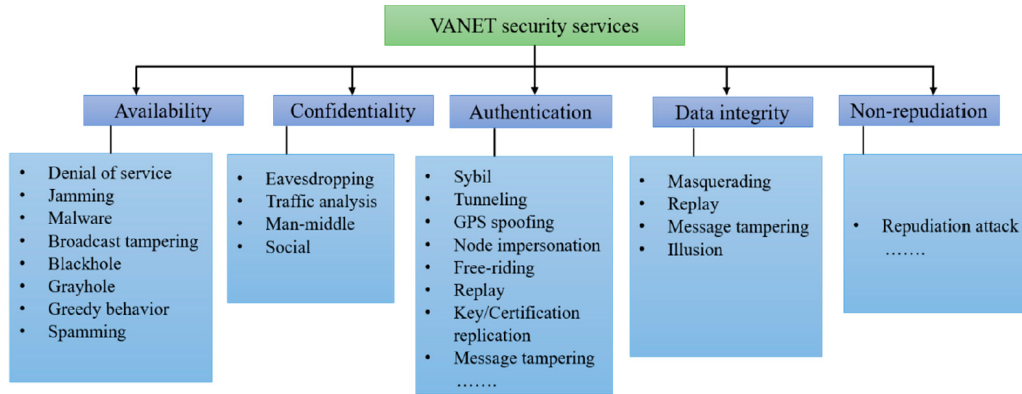 VANET security services
Availability
Confidentiality
Authentication
Data integrity
Non-repudiation
• Denial of service
• Jamming
• Malware
• Broadcast tampering
• Blackhole
• Grayhole
• Greedy behavior
• Spamming
• Eavesdropping
• Traffic analysis
• Man-middle
• Social
• Sybil
• Tunneling
• GPS spoofing
• Node impersonation
• Free-riding
• Replay
• Key/Certification
replication
• Message tampering
…….
• Masquerading
• Replay
• Message tampering
• Illusion
• Repudiation attack
…….